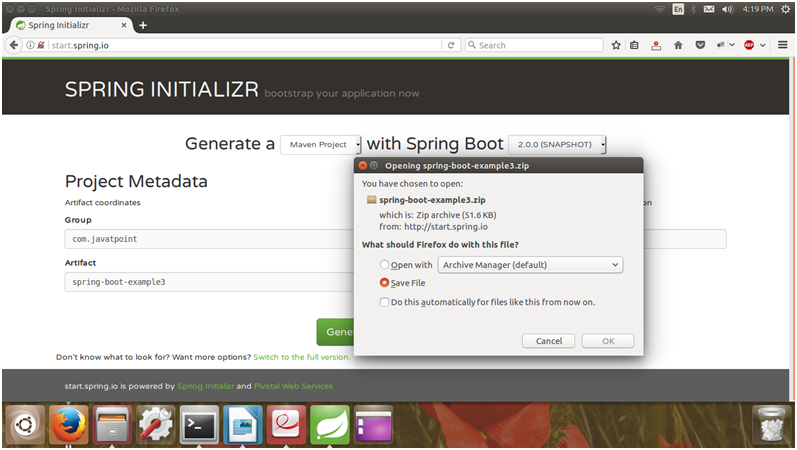 Spring Initializr - Mozilla Firefox
En
4:19 PM
Spring Initializr
start.spring.io
Search
ABP
SPRING INITIALIZR bootstrap your application now
Generate a Maven Project with Spring Boot 2.0.0 (SNAPSHOT)
Project Metadata
Artifact coordinates
Group
com.javatpoint
Artifact
spring-boot-example3
Gene
Don't know what to look for? Want more options? Switch to the full version.
Opening spring-boot-example3.zip
You have chosen to open:
spring-boot-example3.zip
which is: Zip archive (51.6 KB)
from: http://start.spring.io
What should Firefox do with this file?
Open with Archive Manager (default)
Save File
Do this automatically for files like this from now on.
Cancel OK
start.spring.io is powered by Spring Initializr and Pivotal Web Services